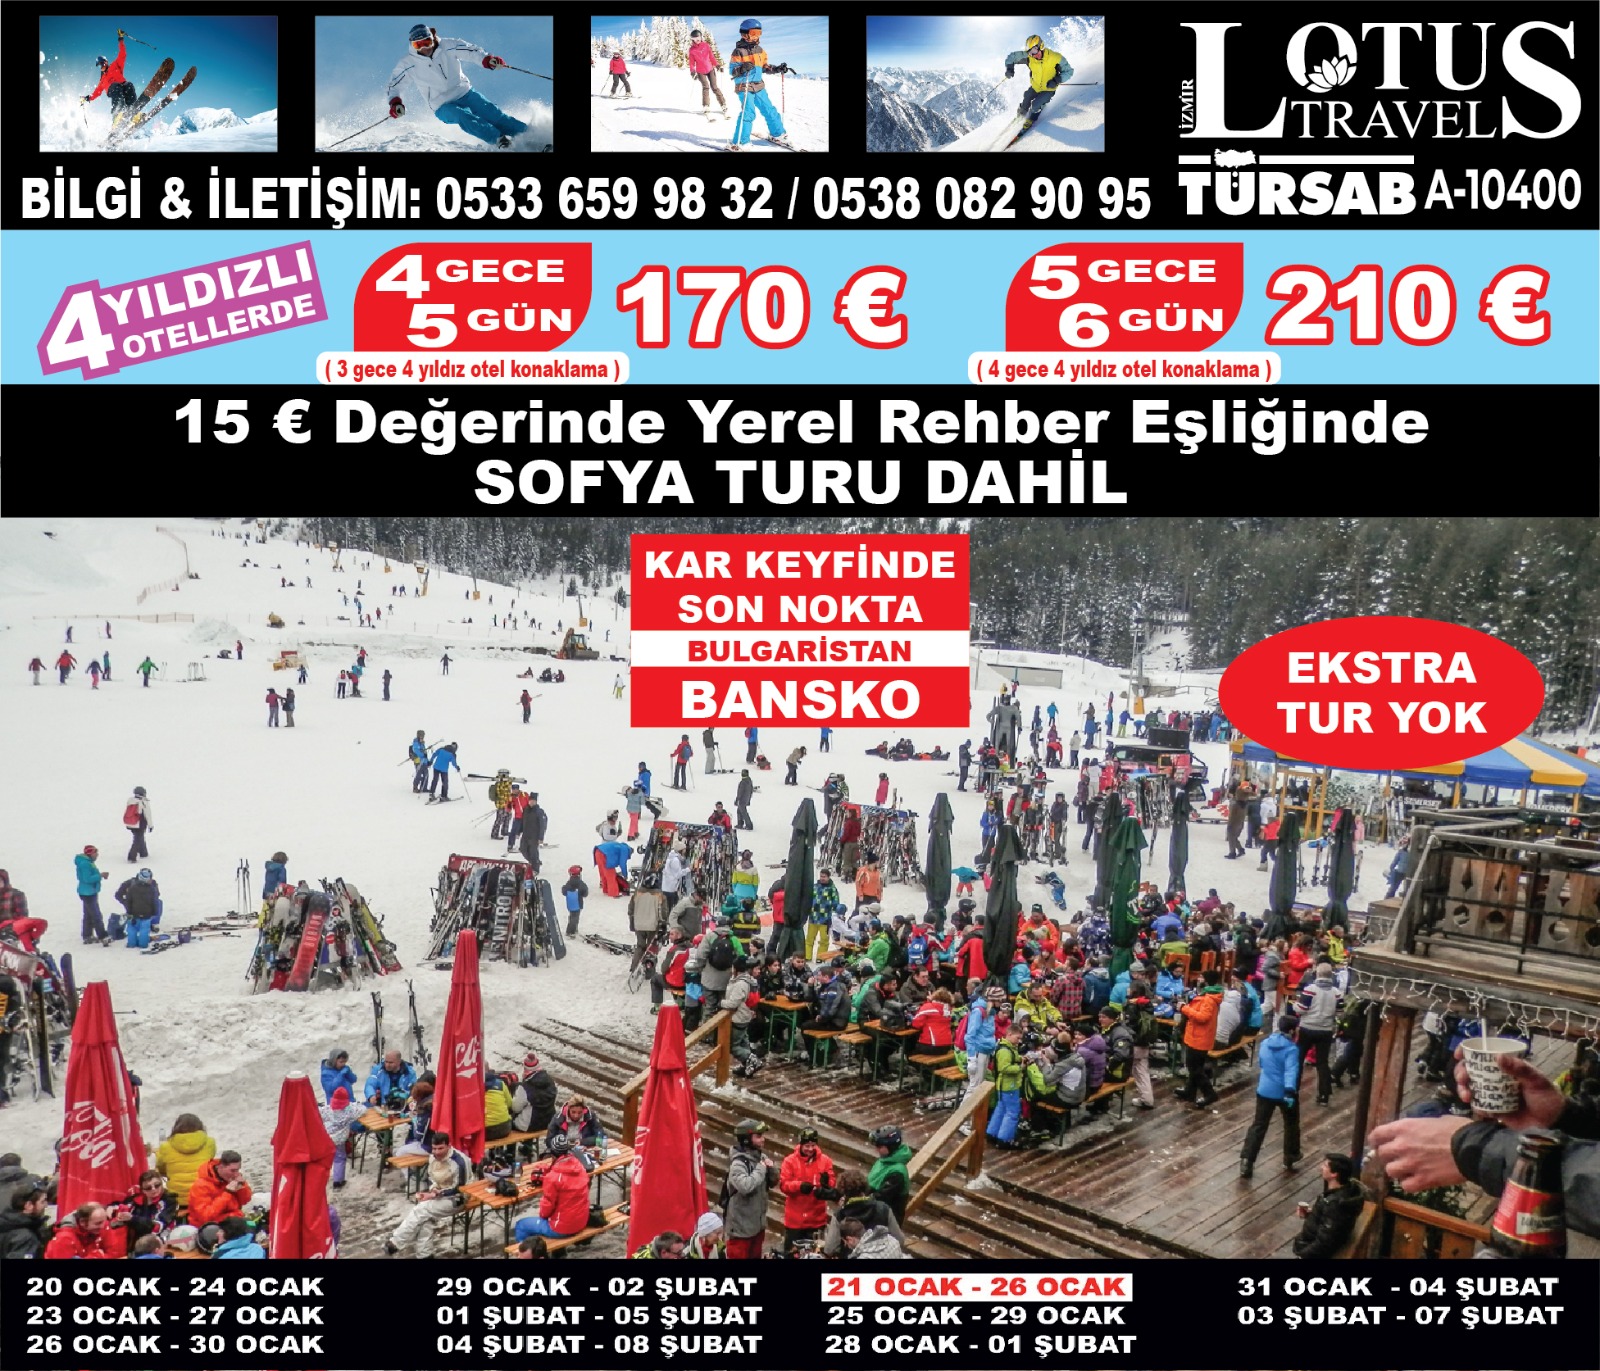 İZMİR
LOTUS
TRAVEL
TÜRSAB A-10400
BİLGİ & İLETİŞİM: 0533 659 98 32 / 0538 082 90 95
4 YILDIZLI
OTELLERDE
4 GECE
5 GÜN
170 €
( 3 gece 4 yıldız otel konaklama )
5 GECE
6 GÜN
210 €
( 4 gece 4 yıldız otel konaklama )
15 € Değerinde Yerel Rehber Eşliğinde
SOFYA TURU DAHİL
KAR KEYFİNDE
SON NOKTA
BULGARİSTAN
BANSKO
EKSTRA
TUR YOK
20 OCAK - 24 OCAK
23 OCAK - 27 OCAK
26 OCAK - 30 OCAK
29 OCAK - 02 ŞUBAT
01 ŞUBAT - 05 ŞUBAT
04 ŞUBAT - 08 ŞUBAT
21 OCAK - 26 OCAK
25 OCAK - 29 OCAK
28 OCAK - 01 ŞUBAT
31 OCAK - 04 ŞUBAT
03 ŞUBAT - 07 ŞUBAT